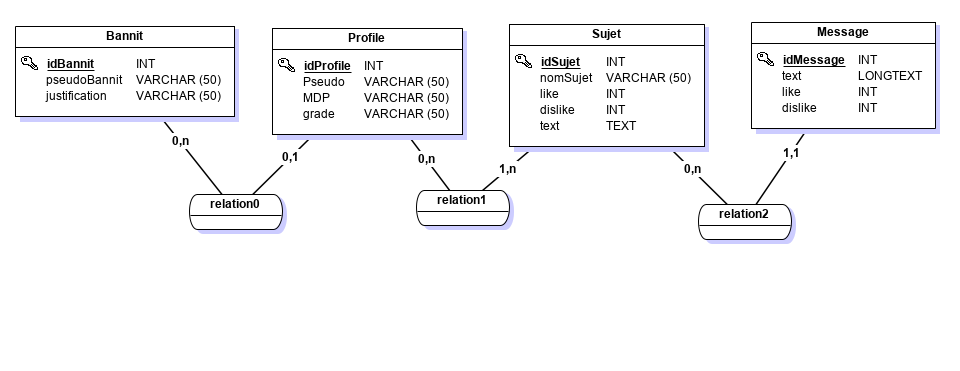 Bannit
idBannit INT
pseudoBannit VARCHAR (50)
justification VARCHAR (50)
Profile
idProfile INT
Pseudo VARCHAR (50)
MDP VARCHAR (50)
grade VARCHAR (50)
Sujet
idSujet INT
nomSujet VARCHAR (50)
like INT
dislike INT
text TEXT
Message
idMessage INT
text LONGTEXT
like INT
dislike INT
0,n
0,1
0,n
1,n
0,n
1,1
relation0
relation1
relation2